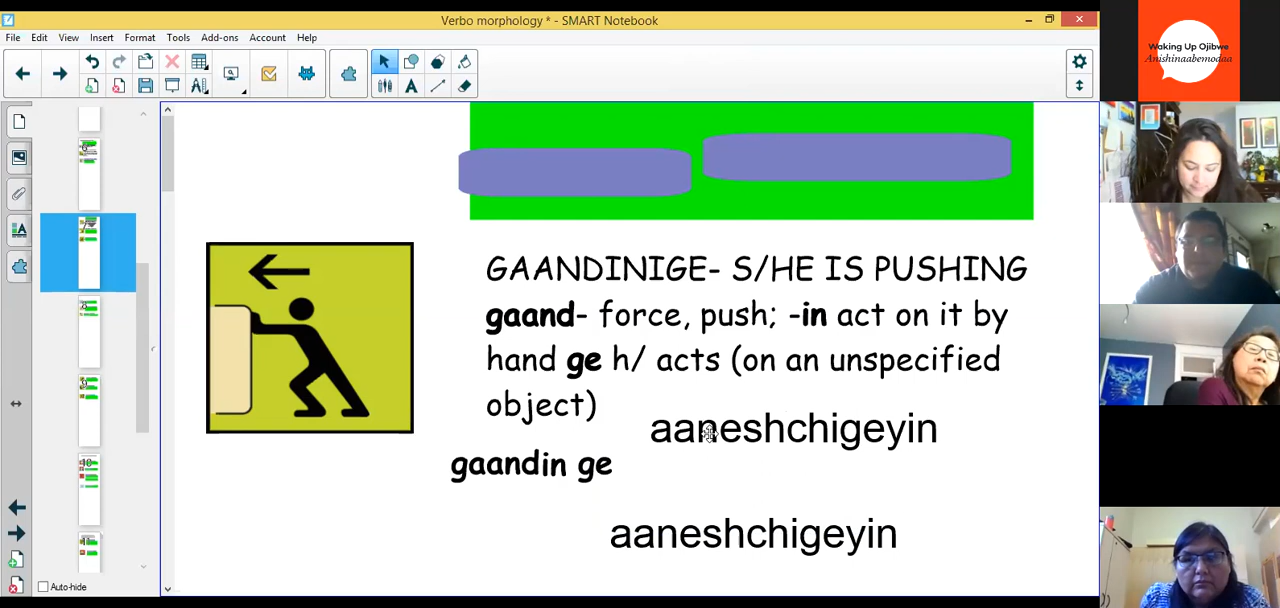 Verbo morphology * - SMART Notebook
File Edit View Insert Format Tools Add-ons Account Help
Waking Up Ojibwe
Anishinaabemodaa
GAANDINIGE- S/HE IS PUSHING
gaand- force, push; -in act on it by
hand ge h/ acts (on an unspecified
object)
aaneshchigeyin
gaandin ge
aaneshchigeyin
10
Auto-hide